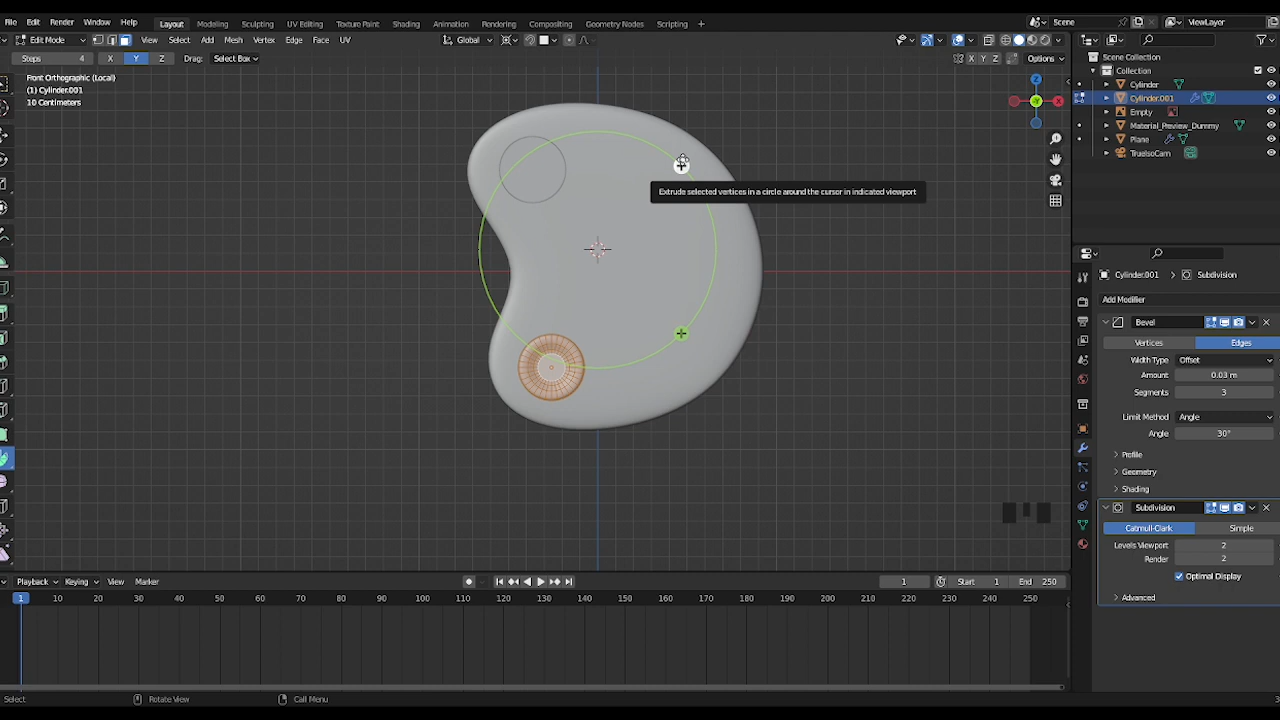 File Edit Render Window Help Layout Modeling Sculpting UV Editing Texture Paint Shading Animation Rendering Compositing Geometry Nodes Scripting + Scene ViewLayer
Edit Mode View Select Add Mesh Vertex Edge Face UV Global
Steps 4 X Y Z Drag: Select Box X Y Z Options
Front Orthographic (Local)
(1) Cylinder.001
10 Centimeters
Z
Y
X
Extrude selected vertices in a circle around the cursor in indicated viewport
Scene Collection
Collection
Cylinder
Cylinder.001
Empty
Material_Preview_Dummy
Plane
TrueIsoCam
Cylinder.001 > Subdivision
Add Modifier
Bevel
Vertices Edges
Width Type Offset
Amount 0.03 m
Segments 3
Limit Method Angle
Angle 30°
Profile
Geometry
Shading
Subdivision
Catmull-Clark Simple
Levels Viewport 2
Render 2
Optimal Display
Advanced
Playback Keying View Marker 1 Start 1 End 250
1 10 20 30 40 50 60 70 80 90 100 110 120 130 140 150 160 170 180 190 200 210 220 230 240 250
Select Rotate View Call Menu 3